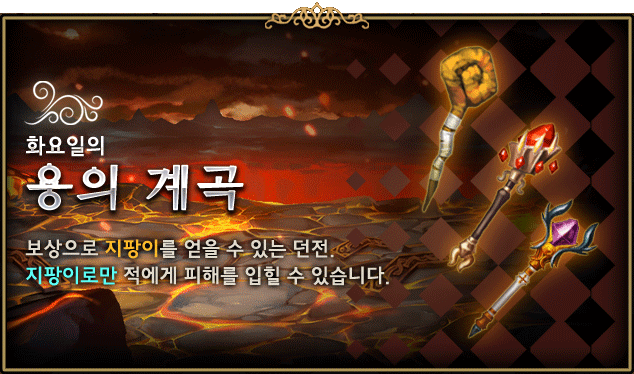 화요일의
용의 계곡
보상으로 지팡이를 얻을 수 있는 던전.
지팡이로만 적에게 피해를 입힐 수 있습니다.